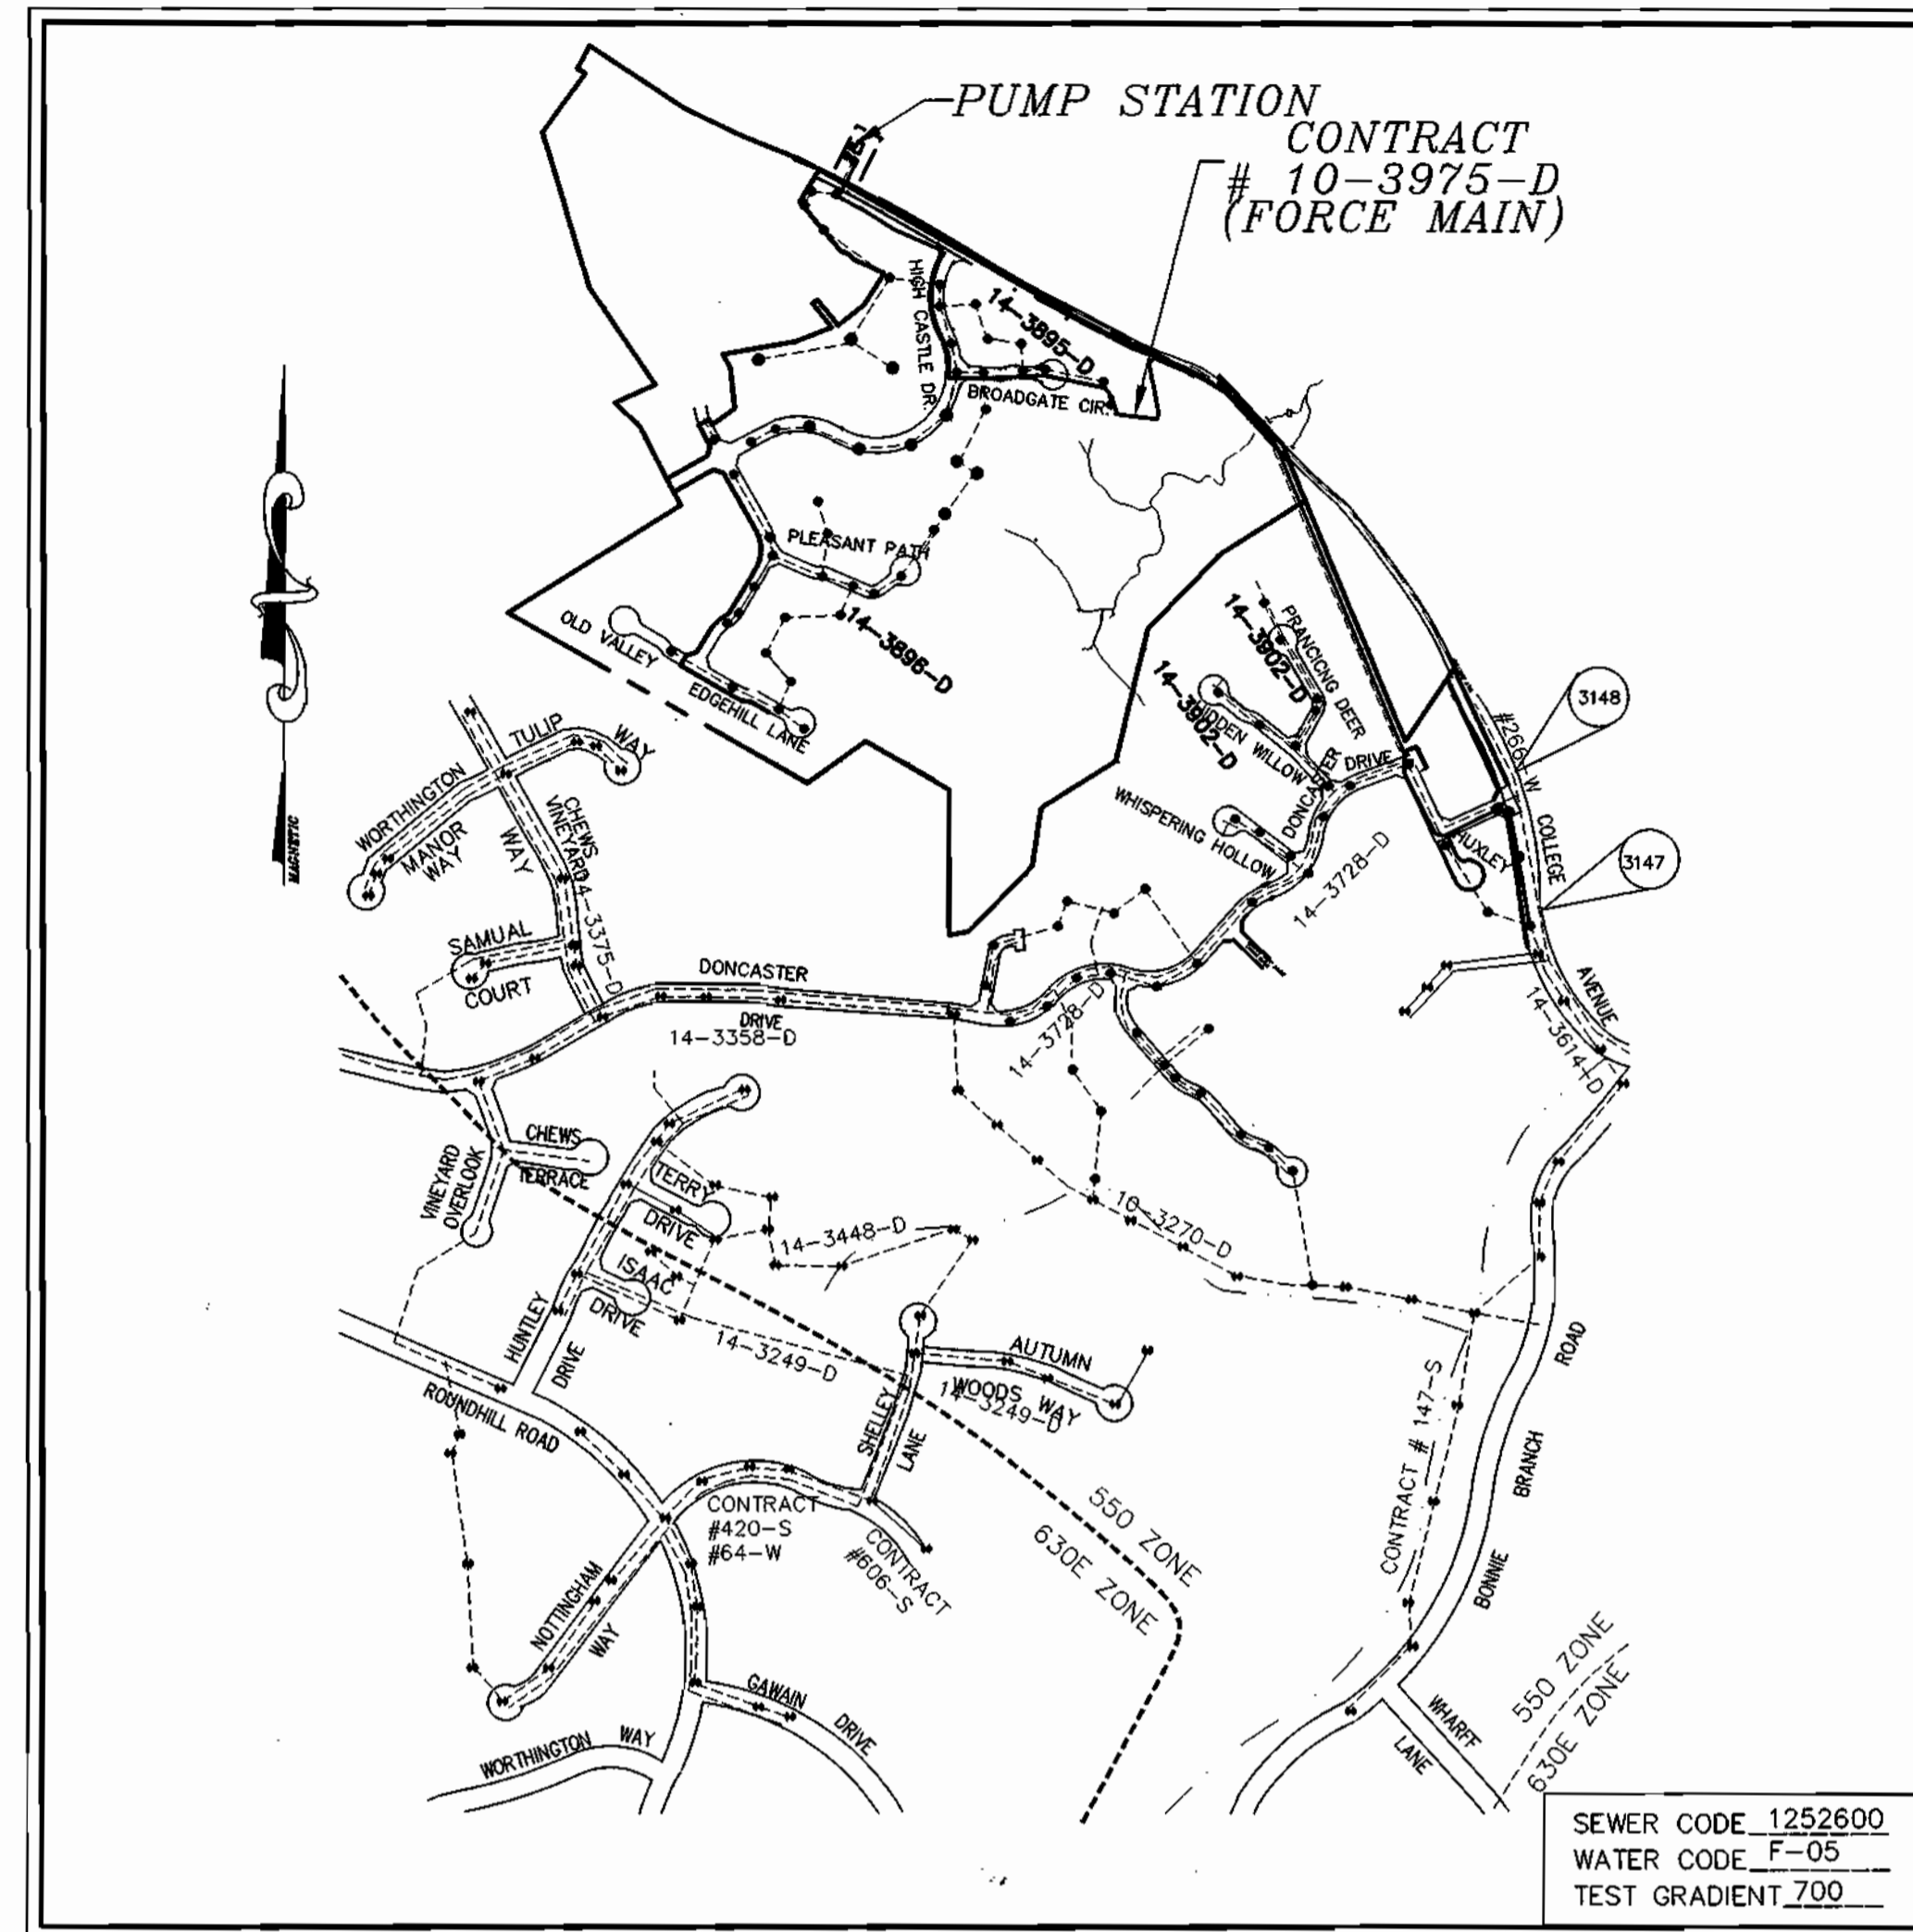 PUMP STATION
CONTRACT
# 10-3975-D
(FORCE MAIN)
HIGH CASTLE DR.
14-3895-D
BROADGATE CIR.
PLEASANT PATH
14-3896-D
OLD VALLEY
EDGEHILL LANE
PRANCICNG DEER
14-3902-D
HIDDEN WILLOW
14-3902-D
DONCASTER DRIVE
WHISPERING HOLLOW
14-3728-D
3148
#266-W
COLLEGE
3147
HUXLEY
AVENUE
14-3614-D
MAGNETIC
TULIP
WAY
WORTHINGTON
MANOR
WAY
CHEWS
VINEYARD
WAY
14-3375-D
SAMUAL
COURT
DONCASTER
DRIVE
14-3358-D
14-3728-D
CHEWS
TERRACE
VINEYARD
OVERLOOK
TERRY
DRIVE
ISAAC
DRIVE
14-3448-D
10-3270-D
HUNTLEY
DRIVE
14-3249-D
ROUNDHILL ROAD
AUTUMN
WOODS WAY
14-3249-D
SHELLEY
LANE
CONTRACT
#420-S
#64-W
CONTRACT
#606-S
550 ZONE
630E ZONE
CONTRACT # 147-S
ROAD
BRANCH
BONNIE
NOTTINGHAM
WAY
GAWAIN
DRIVE
WORTHINGTON WAY
WHARFF
LANE
550 ZONE
630E ZONE
SEWER CODE 1252600
WATER CODE F-05
TEST GRADIENT 700